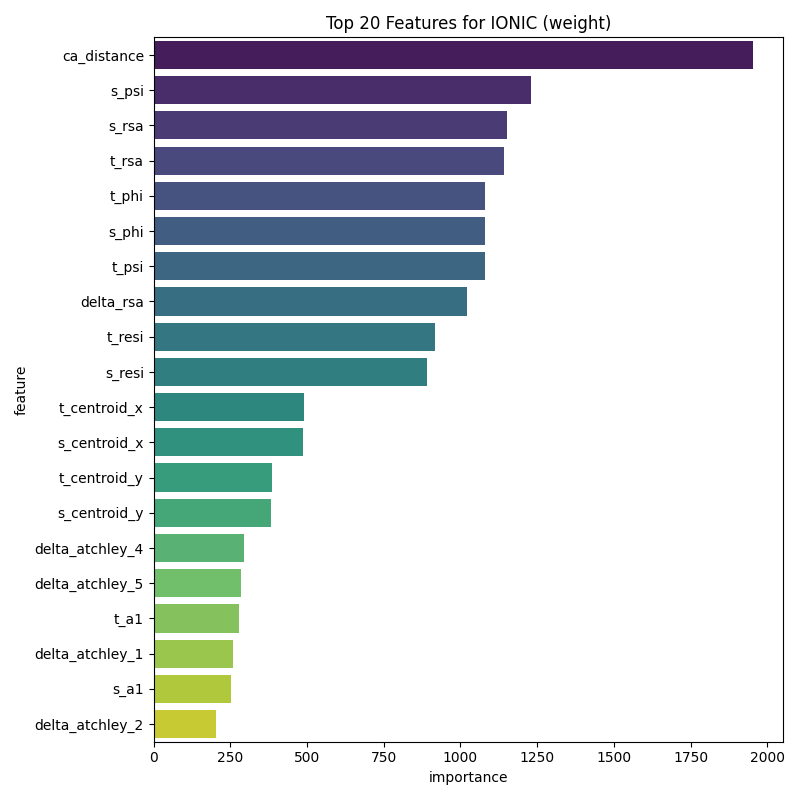 Top 20 Features for IONIC (weight)
ca_distance
s_psi
s_rsa
t_rsa
t_phi
s_phi
t_psi
delta_rsa
t_resi
s_resi
t_centroid_x
s_centroid_x
t_centroid_y
s_centroid_y
delta_atchley_4
delta_atchley_5
t_a1
delta_atchley_1
s_a1
delta_atchley_2
feature
0 250 500 750 1000 1250 1500 1750 2000
importance